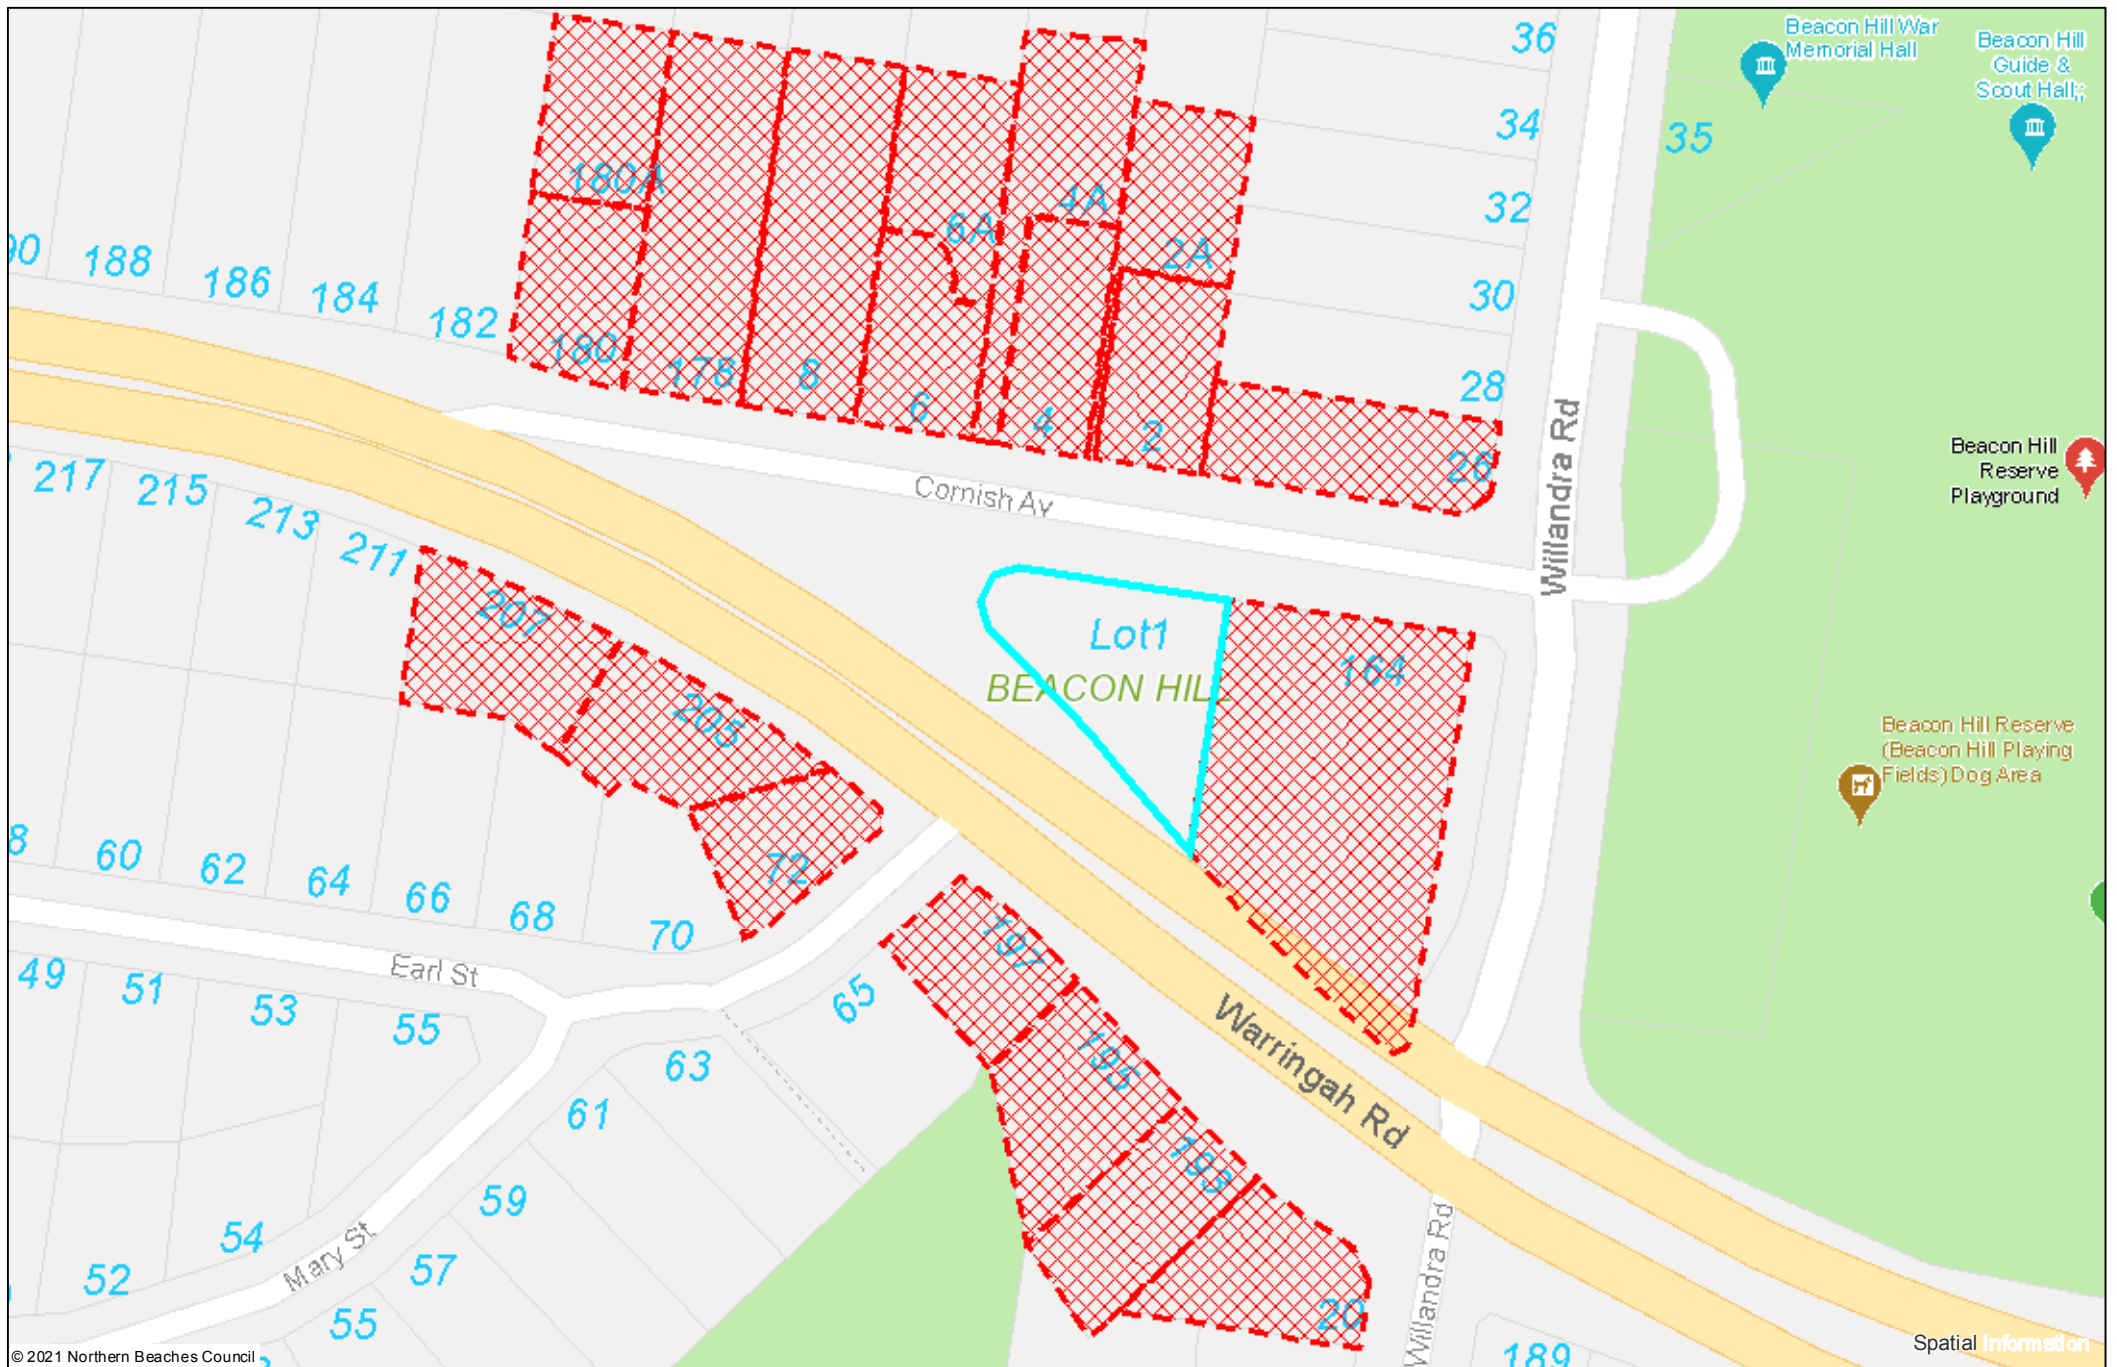 36
Beacon Hill War
Memorial Hall
Beacon Hill
Guide &
Scout Hall;;
34
35
180A
4A
32
6A
2A
90
188
186
184
182
30
180
178
8
28
6
4
2
26
Willandra Rd
Beacon Hill
Reserve
Playground
217
215
213
211
Cornish Av
207
Lot1
BEACON HILL
164
205
Beacon Hill Reserve
(Beacon Hill Playing
Fields) Dog Area
8
60
62
64
66
68
70
72
197
Earl St
49
51
53
55
65
63
195
Warringah Rd
61
193
59
54
57
52
Mary St
55
20
Willandra Rd
189
© 2021 Northern Beaches Council
Spatial Information